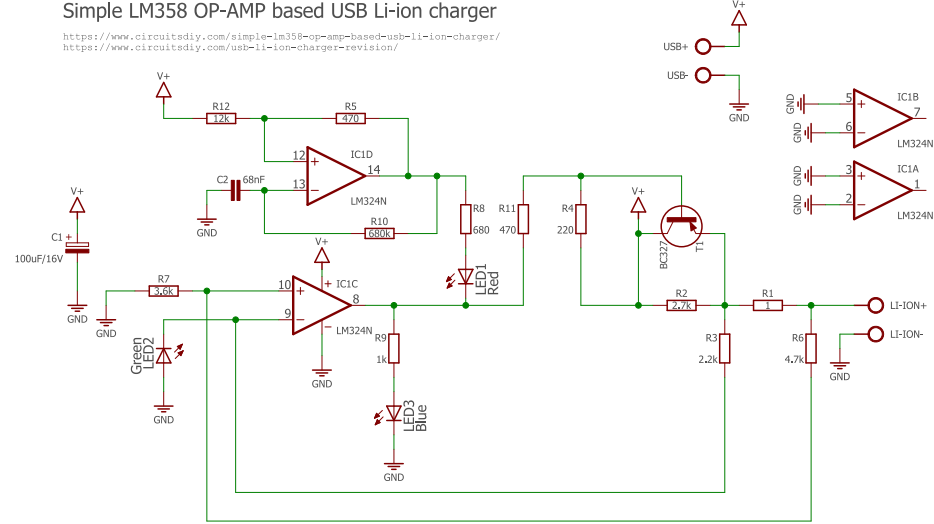 Simple LM358 OP-AMP based USB Li-ion charger
https://www.circuitsdiy.com/simple-lm358-op-amp-based-usb-li-ion-charger/
https://www.circuitsdiy.com/usb-li-ion-charger-revision/
V+
USB+
USB-
GND
V+
R12
12k
R5
470
12
+
13
−
14
IC1D
LM324N
C2
68nF
GND
R10
680k
GND
5
+
GND
6
−
7
IC1B
LM324N
GND
3
+
GND
2
−
1
IC1A
LM324N
V+
C1
+
100uF/16V
GND
R8
680
R11
470
R4
220
V+
BC327
T1
LED1
Red
R7
3.6k
GND
V+
+
10
+
9
−
8
IC1C
LM324N
−
GND
Green
LED2
GND
R9
1k
LED3
Blue
GND
R2
2.7k
R1
1
R3
2.2k
R6
4.7k
LI-ION+
LI-ION-
GND